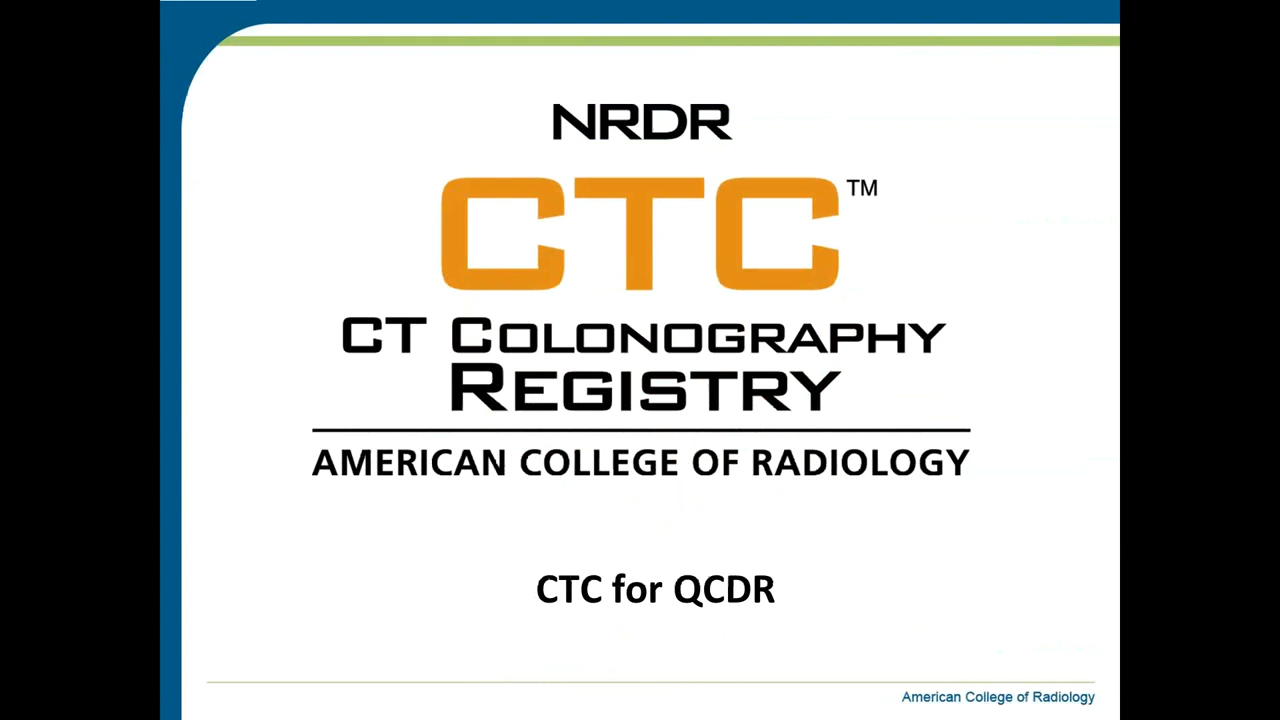 NRDR
CTC™
CT COLONOGRAPHY
REGISTRY
AMERICAN COLLEGE OF RADIOLOGY
CTC for QCDR
American College of Radiology